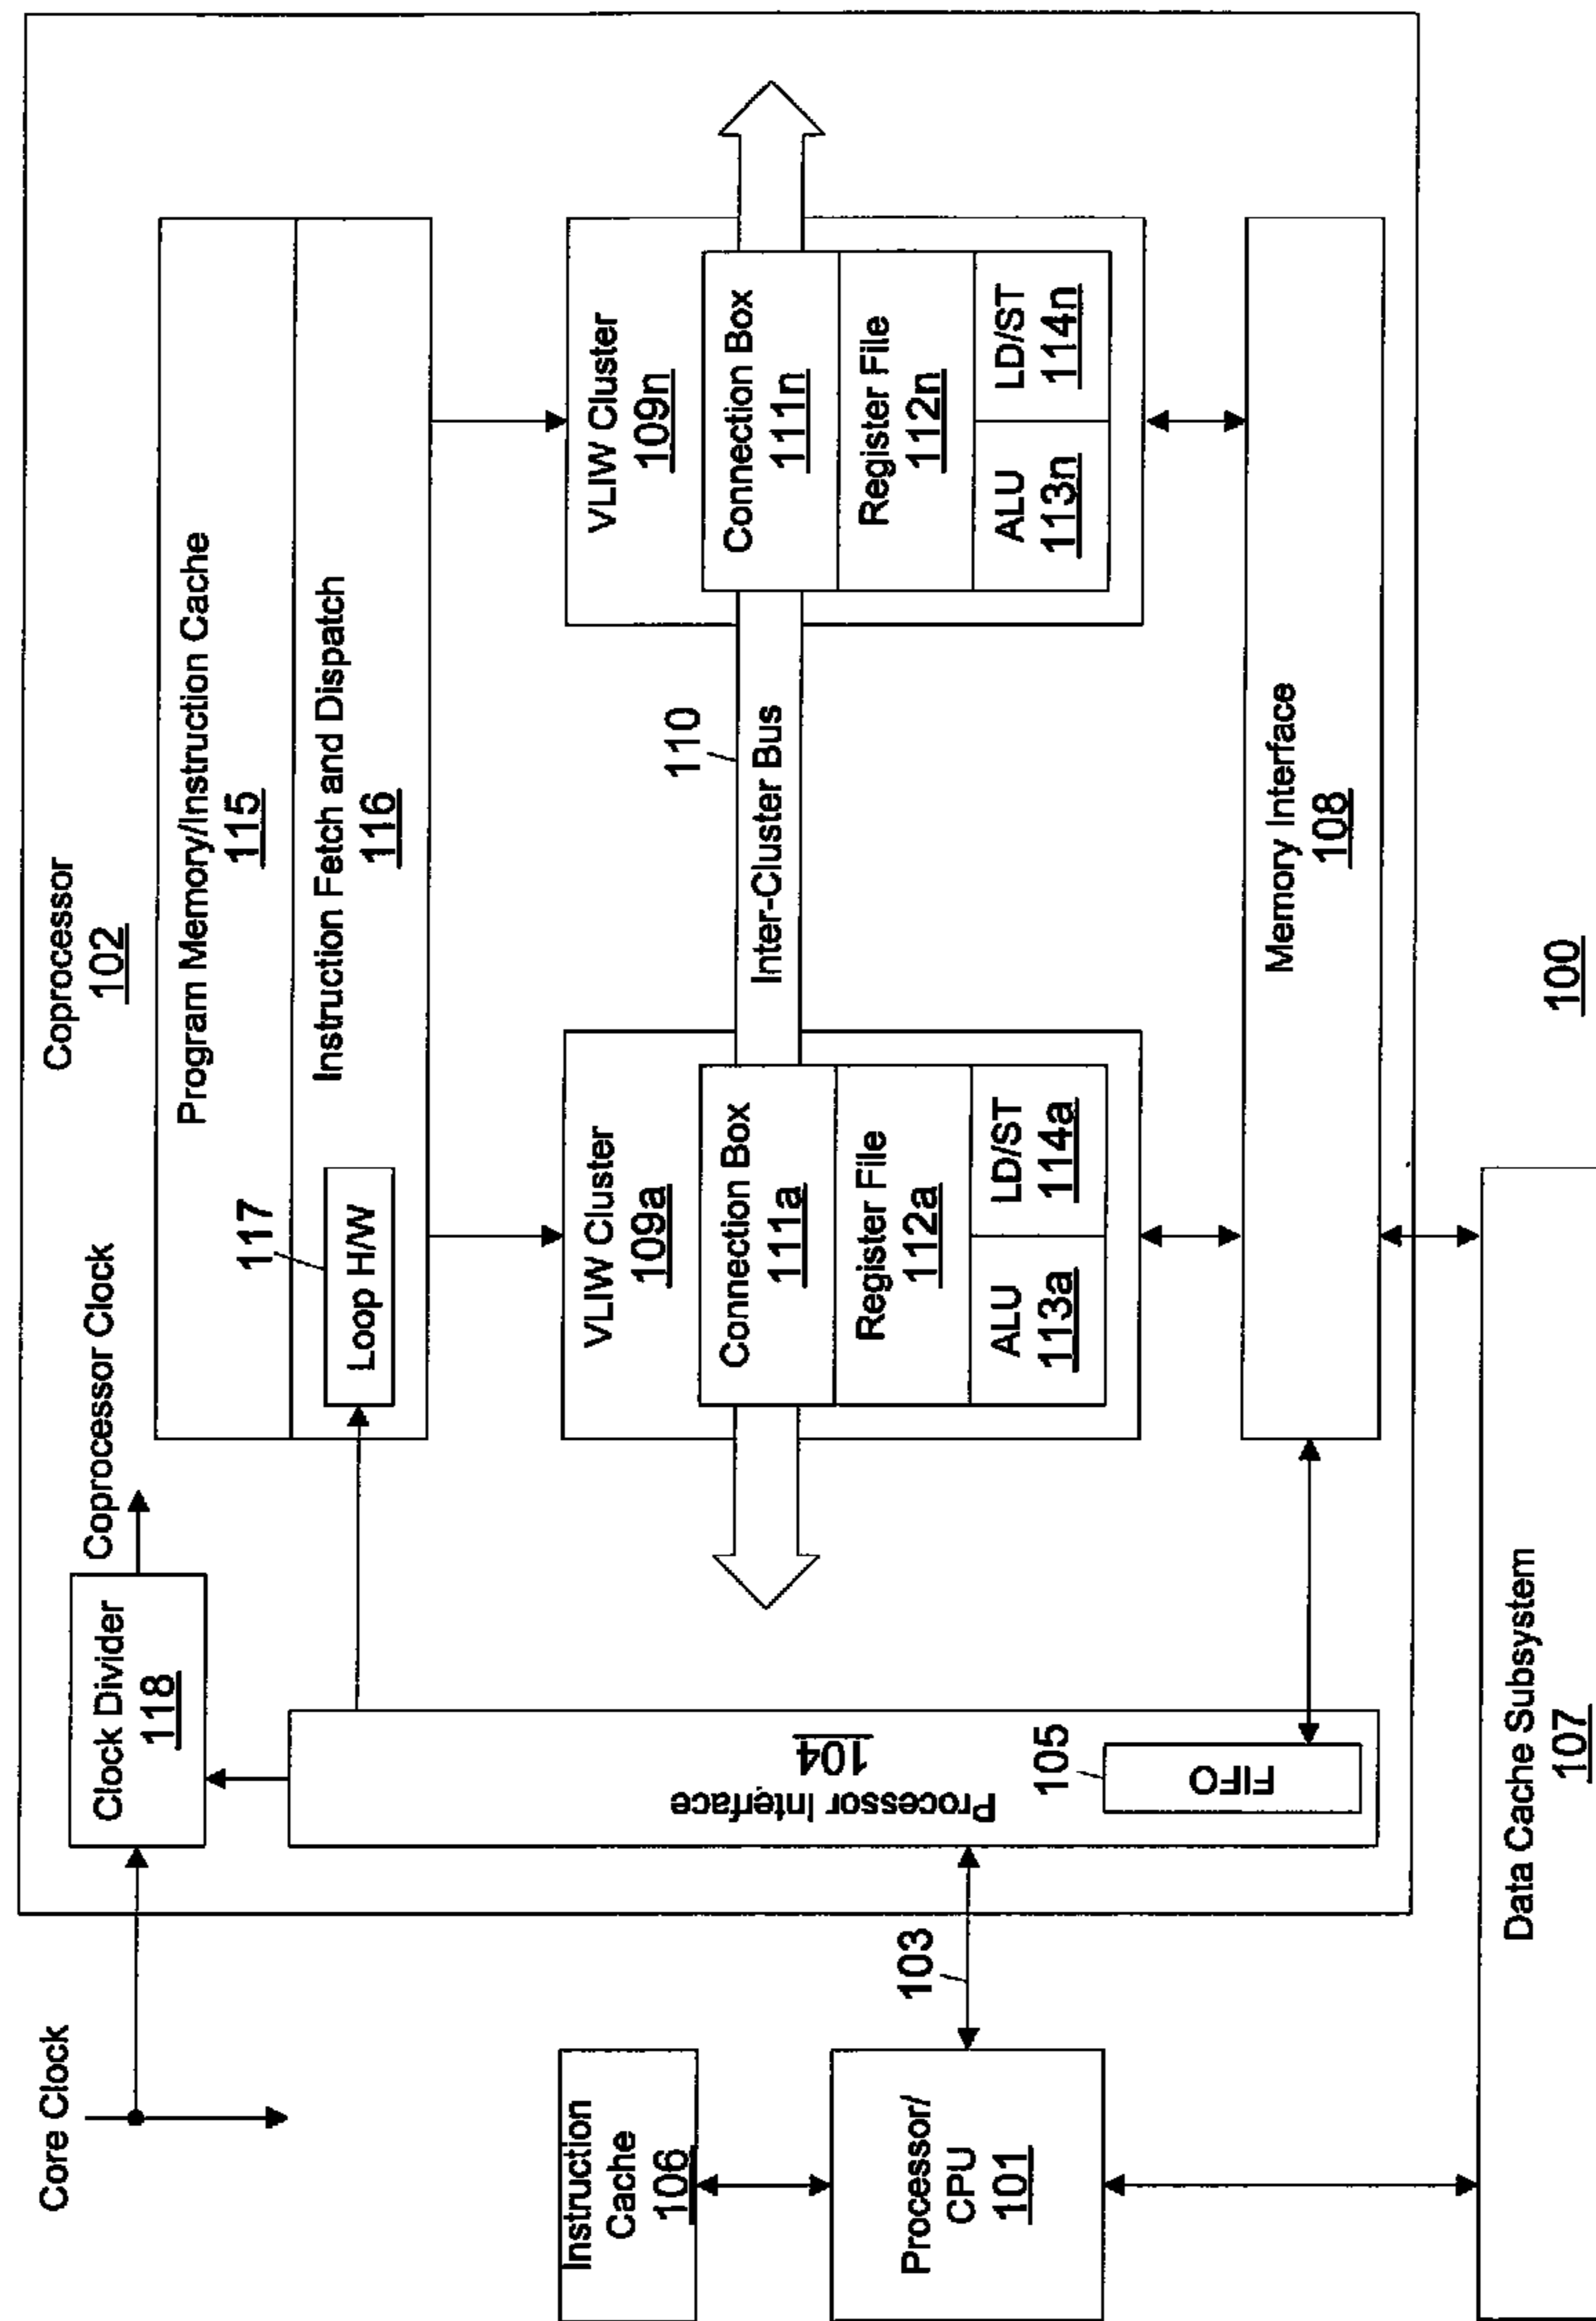 Core Clock
Coprocessor
102
Clock Divider
118
Coprocessor Clock
Program Memory/Instruction Cache
115
117
Loop H/W
Instruction Fetch and Dispatch
116
Instruction
Cache
106
Processor/
CPU
101
103
Processor Interface
104
105
FIFO
VLIW Cluster
109a
Connection Box
111a
Register File
112a
ALU
113a
LD/ST
114a
110
Inter-Cluster Bus
VLIW Cluster
109n
Connection Box
111n
Register File
112n
ALU
113n
LD/ST
114n
Memory Interface
108
Data Cache Subsystem
107
100